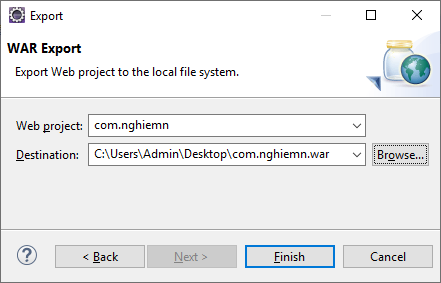 Export
WAR Export
Export Web project to the local file system.
Web project: com.nghiemn
Destination: C:\Users\Admin\Desktop\com.nghiemn.war Browse...
? < Back Next > Finish Cancel